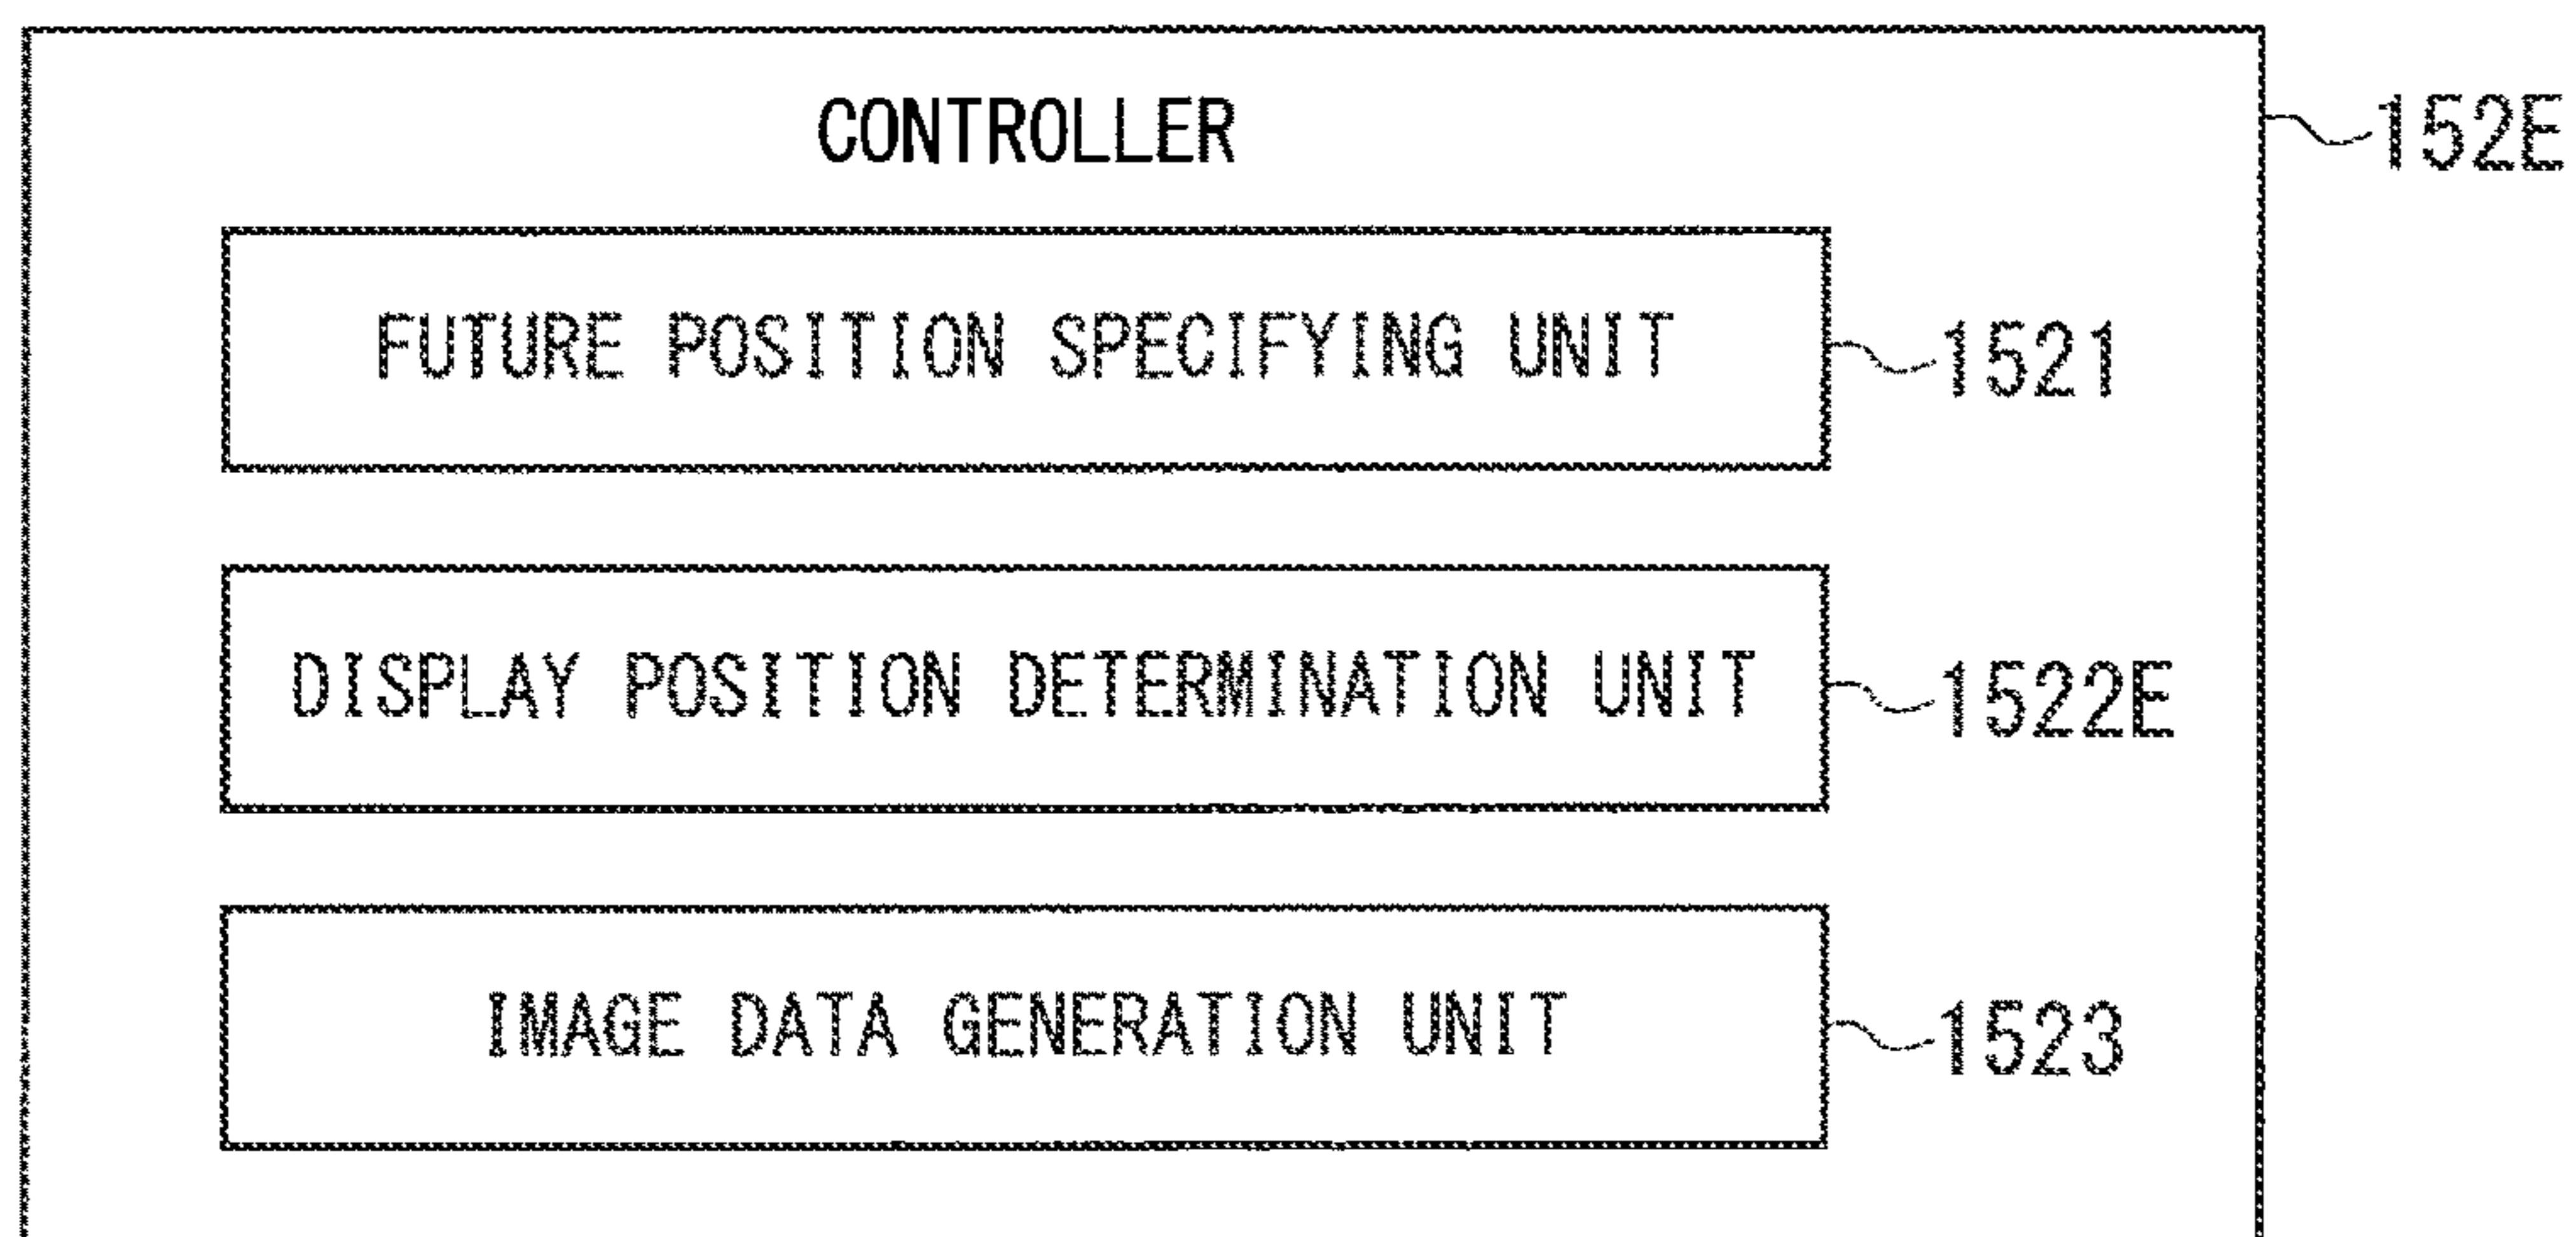 CONTROLLER
152E
FUTURE POSITION SPECIFYING UNIT
1521
DISPLAY POSITION DETERMINATION UNIT
1522E
IMAGE DATA GENERATION UNIT
1523